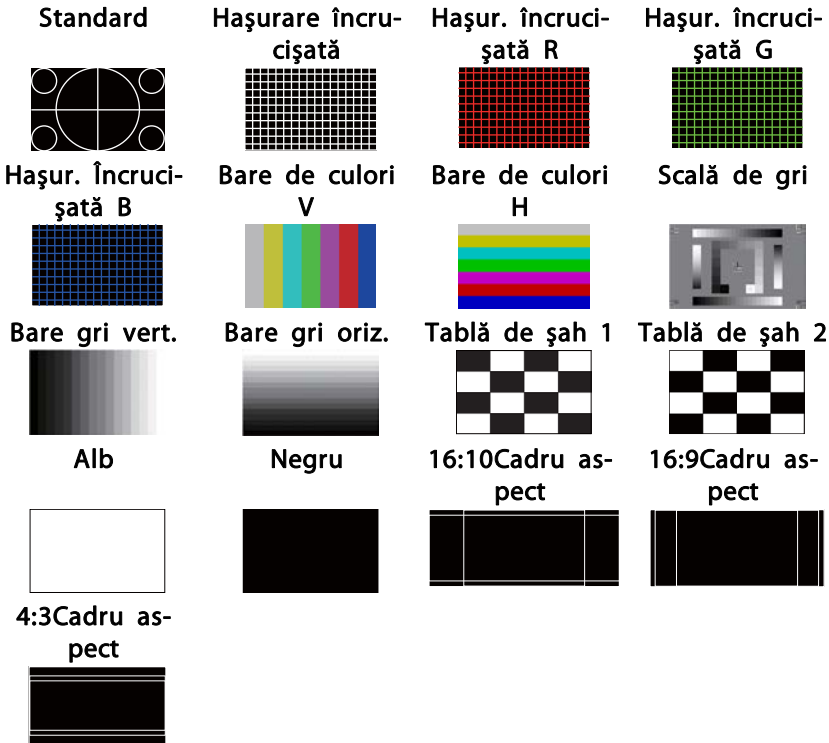 Standard
Haşurare încru-
cişată
Haşur. încruci-
şată R
Haşur. încruci-
şată G
Haşur. Încruci-
şată B
Bare de culori
V
Bare de culori
H
Scală de gri
Bare gri vert.
Bare gri oriz.
Tablă de şah 1
Tablă de şah 2
Alb
Negru
16:10Cadru as-
pect
16:9Cadru as-
pect
4:3Cadru as-
pect